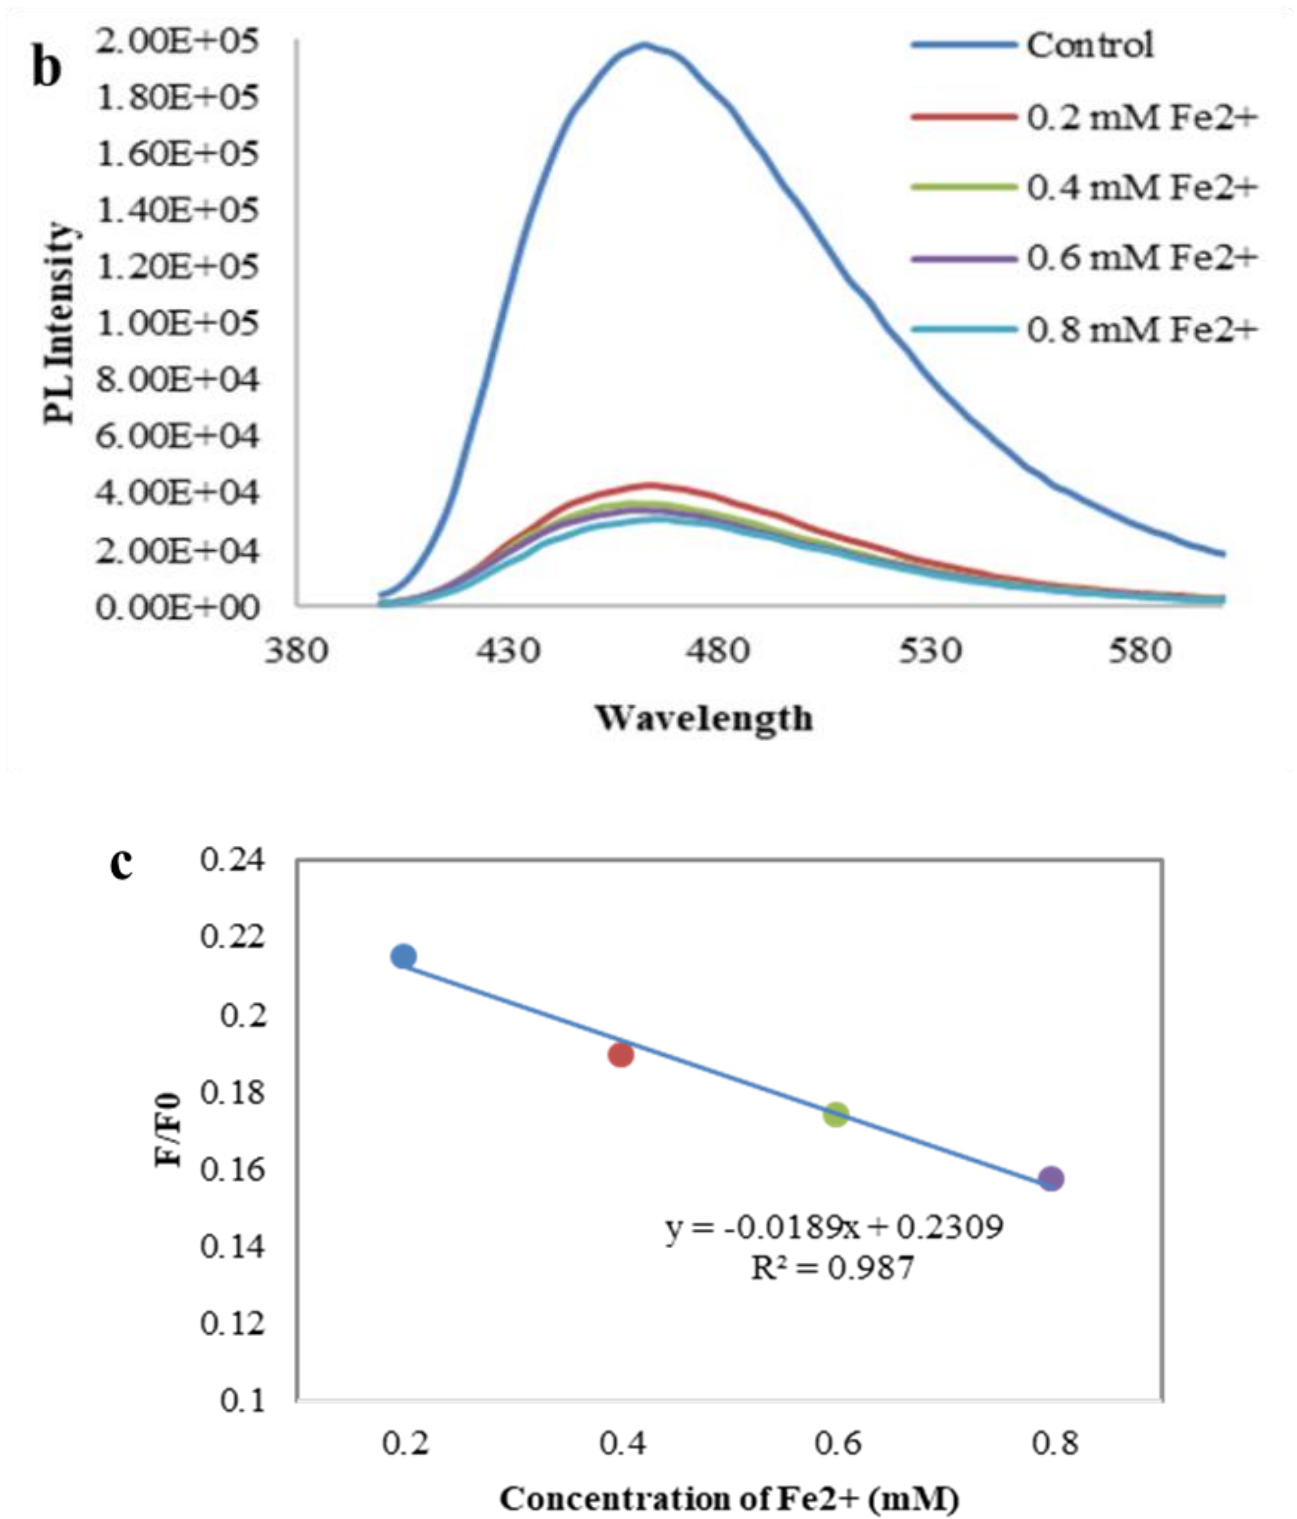 b
2.00E+05
1.80E+05
1.60E+05
1.40E+05
1.20E+05
1.00E+05
8.00E+04
6.00E+04
4.00E+04
2.00E+04
0.00E+00
PL Intensity
380 430 480 530 580
Wavelength
Control
0.2 mM Fe2+
0.4 mM Fe2+
0.6 mM Fe2+
0.8 mM Fe2+
c
0.24
0.22
0.2
0.18
0.16
0.14
0.12
0.1
F/F0
y = -0.0189x + 0.2309
R² = 0.987
0.2 0.4 0.6 0.8
Concentration of Fe2+ (mM)